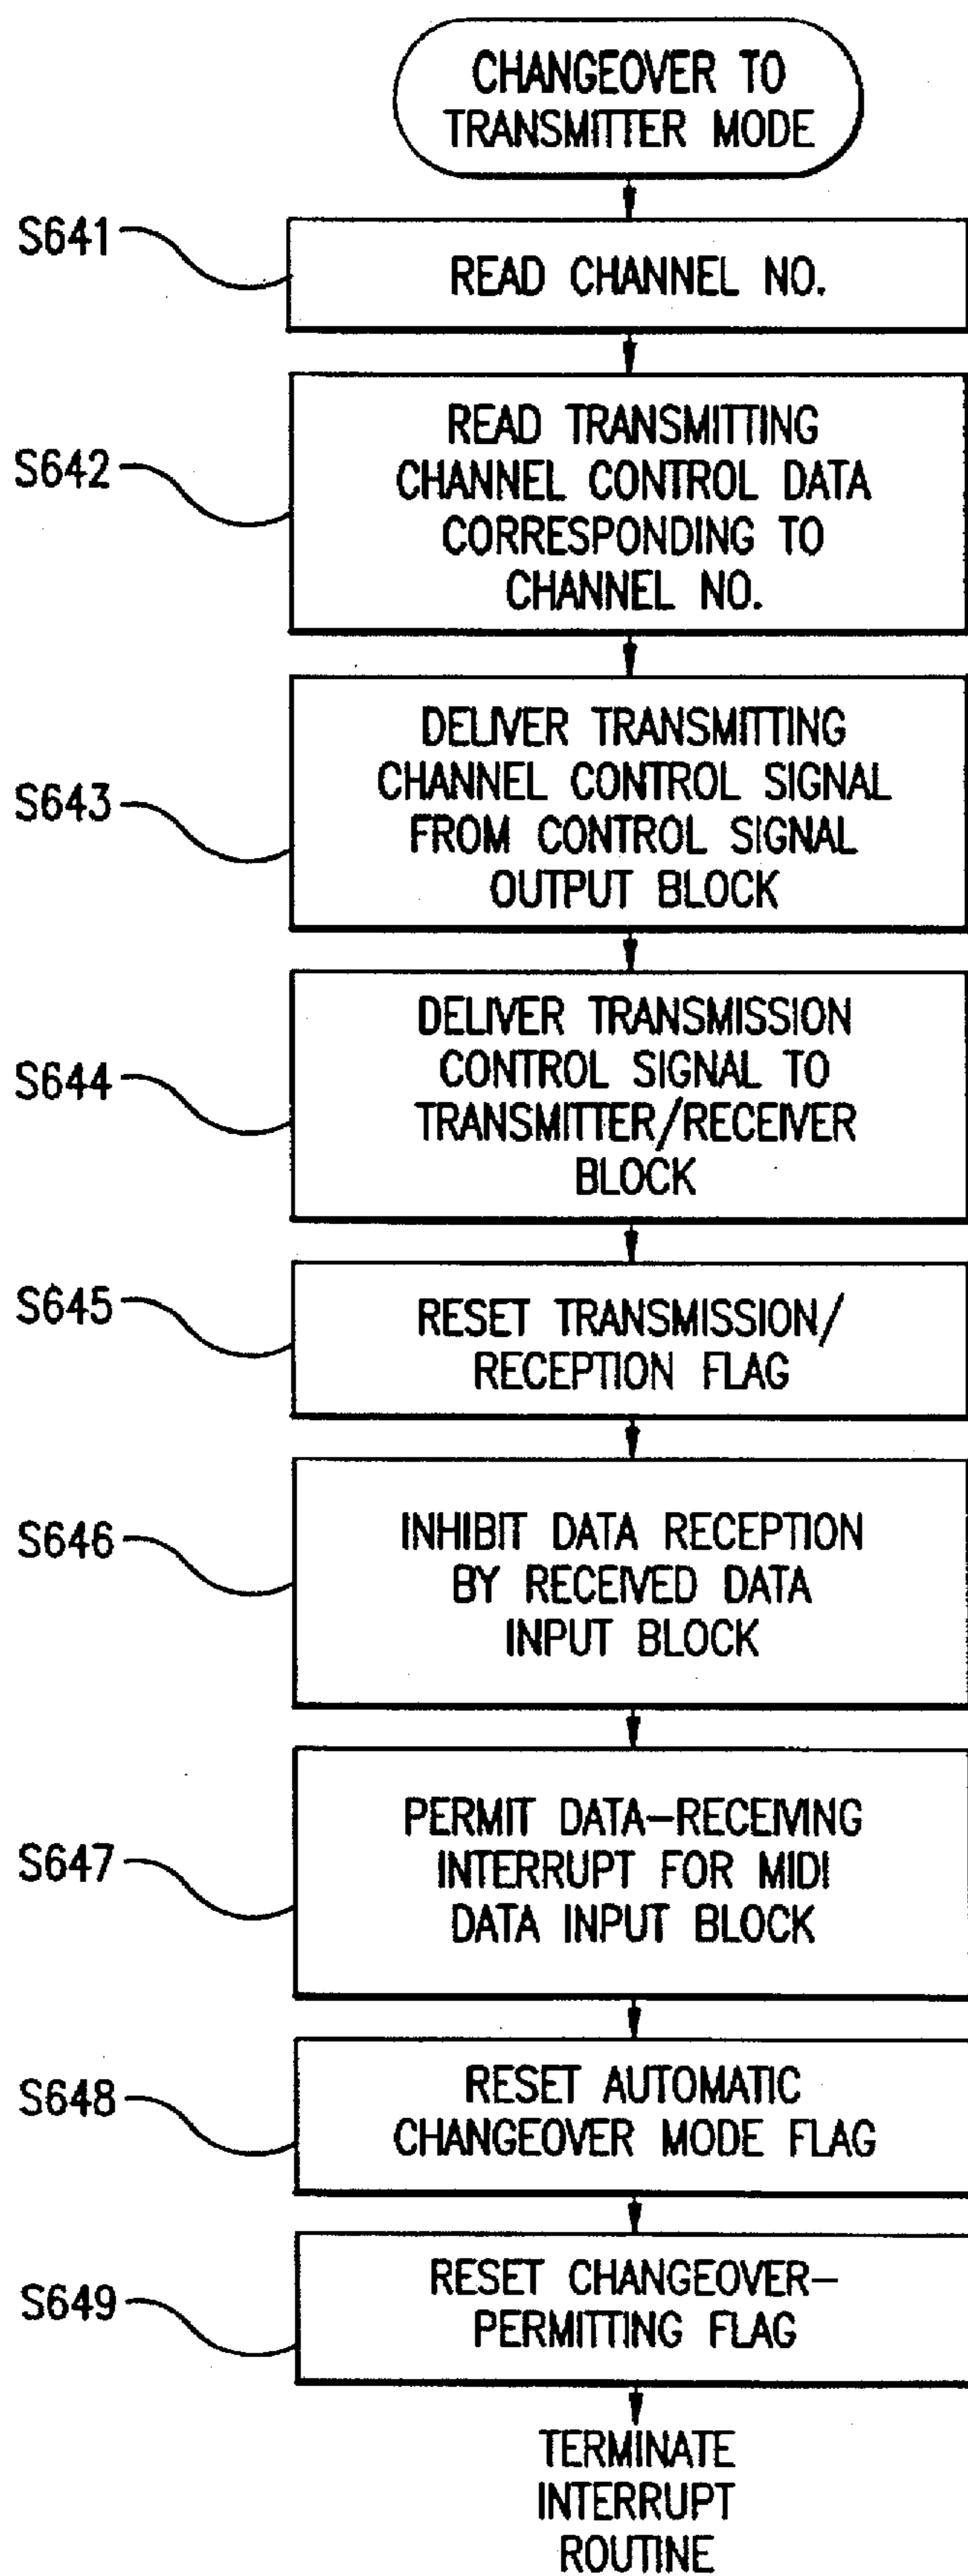 CHANGEOVER TO
TRANSMITTER MODE
S641
READ CHANNEL NO.
S642
READ TRANSMITTING
CHANNEL CONTROL DATA
CORRESPONDING TO
CHANNEL NO.
S643
DELIVER TRANSMITTING
CHANNEL CONTROL SIGNAL
FROM CONTROL SIGNAL
OUTPUT BLOCK
S644
DELIVER TRANSMISSION
CONTROL SIGNAL TO
TRANSMITTER/RECEIVER
BLOCK
S645
RESET TRANSMISSION/
RECEPTION FLAG
S646
INHIBIT DATA RECEPTION
BY RECEIVED DATA
INPUT BLOCK
S647
PERMIT DATA-RECEIVING
INTERRUPT FOR MIDI
DATA INPUT BLOCK
S648
RESET AUTOMATIC
CHANGEOVER MODE FLAG
S649
RESET CHANGEOVER-
PERMITTING FLAG
TERMINATE
INTERRUPT
ROUTINE